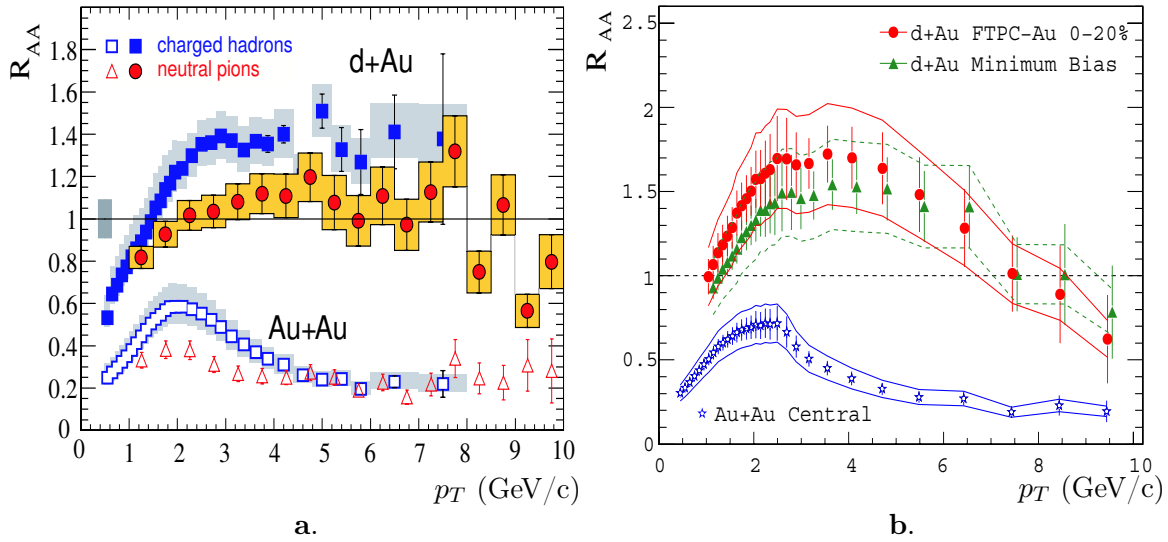 R_AA
1.8
1.6
1.4
1.2
1
0.8
0.6
0.4
0.2
0
charged hadrons
neutral pions
d+Au
Au+Au
0 1 2 3 4 5 6 7 8 9 10
p_T (GeV/c)
a.
R_AA
2.5
2
1.5
1
0.5
0
d+Au FTPC-Au 0-20%
d+Au Minimum Bias
Au+Au Central
0 2 4 6 8 10
p_T (GeV/c)
b.